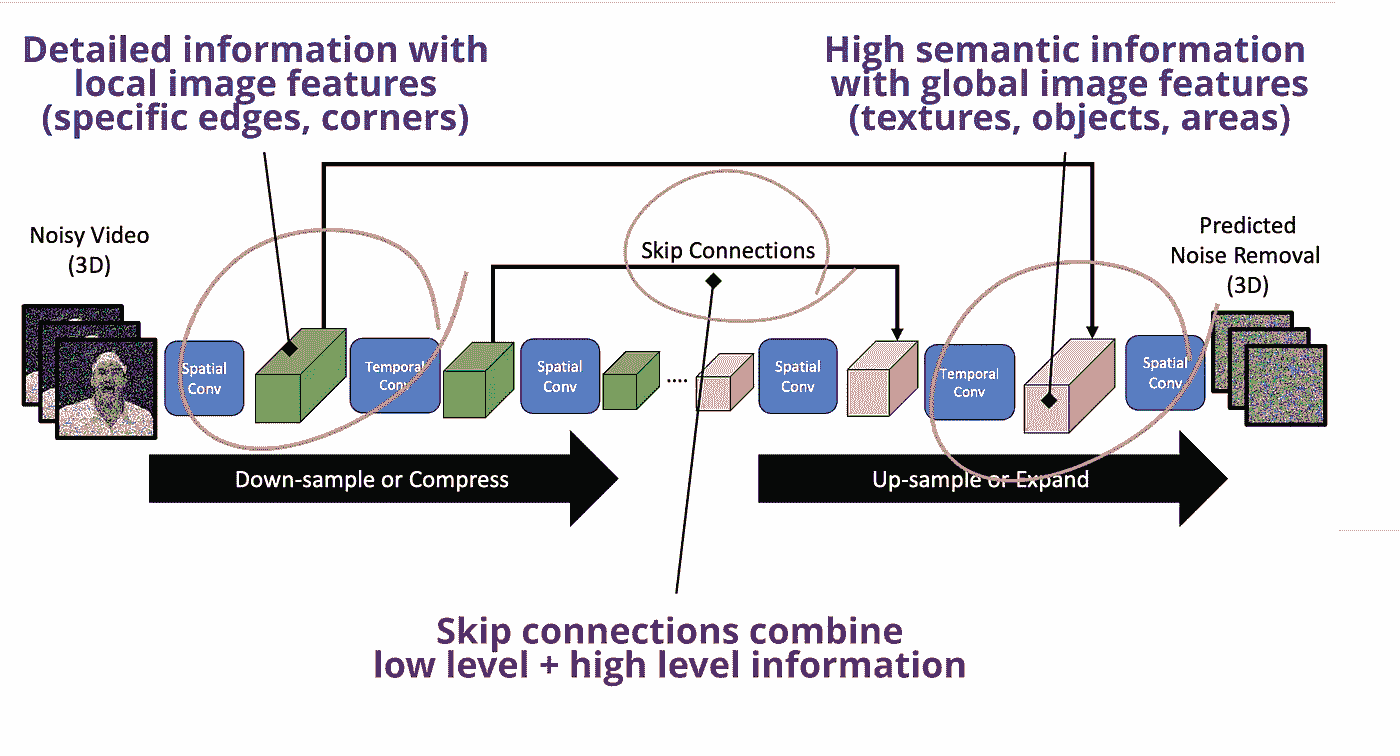 Detailed information with
local image features
(specific edges, corners)
High semantic information
with global image features
(textures, objects, areas)
Noisy Video
(3D)
Skip Connections
Predicted
Noise Removal
(3D)
Spatial
Conv
Temporal
Conv
Spatial
Conv
....
Spatial
Conv
Temporal
Conv
Spatial
Conv
Down-sample or Compress
Up-sample or Expand
Skip connections combine
low level + high level information